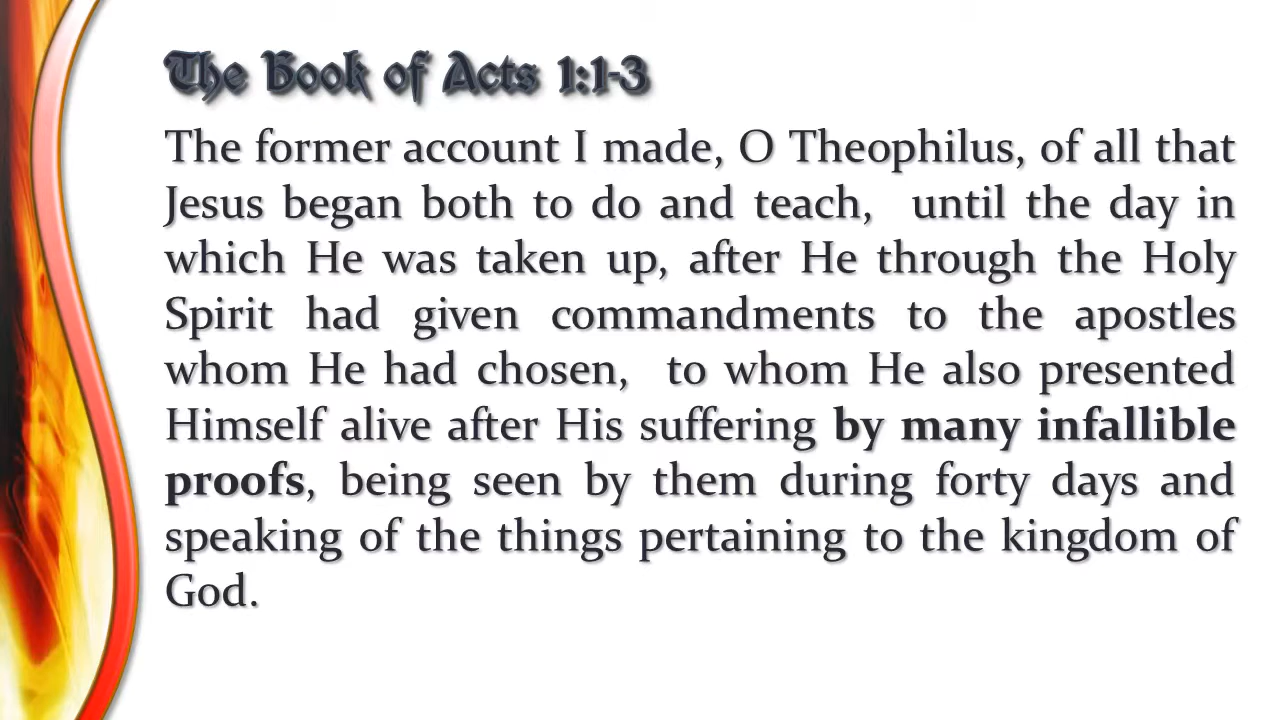 The Book of Acts 1:1-3
The former account I made, O Theophilus, of all that
Jesus began both to do and teach, until the day in
which He was taken up, after He through the Holy
Spirit had given commandments to the apostles
whom He had chosen, to whom He also presented
Himself alive after His suffering by many infallible
proofs, being seen by them during forty days and
speaking of the things pertaining to the kingdom of
God.